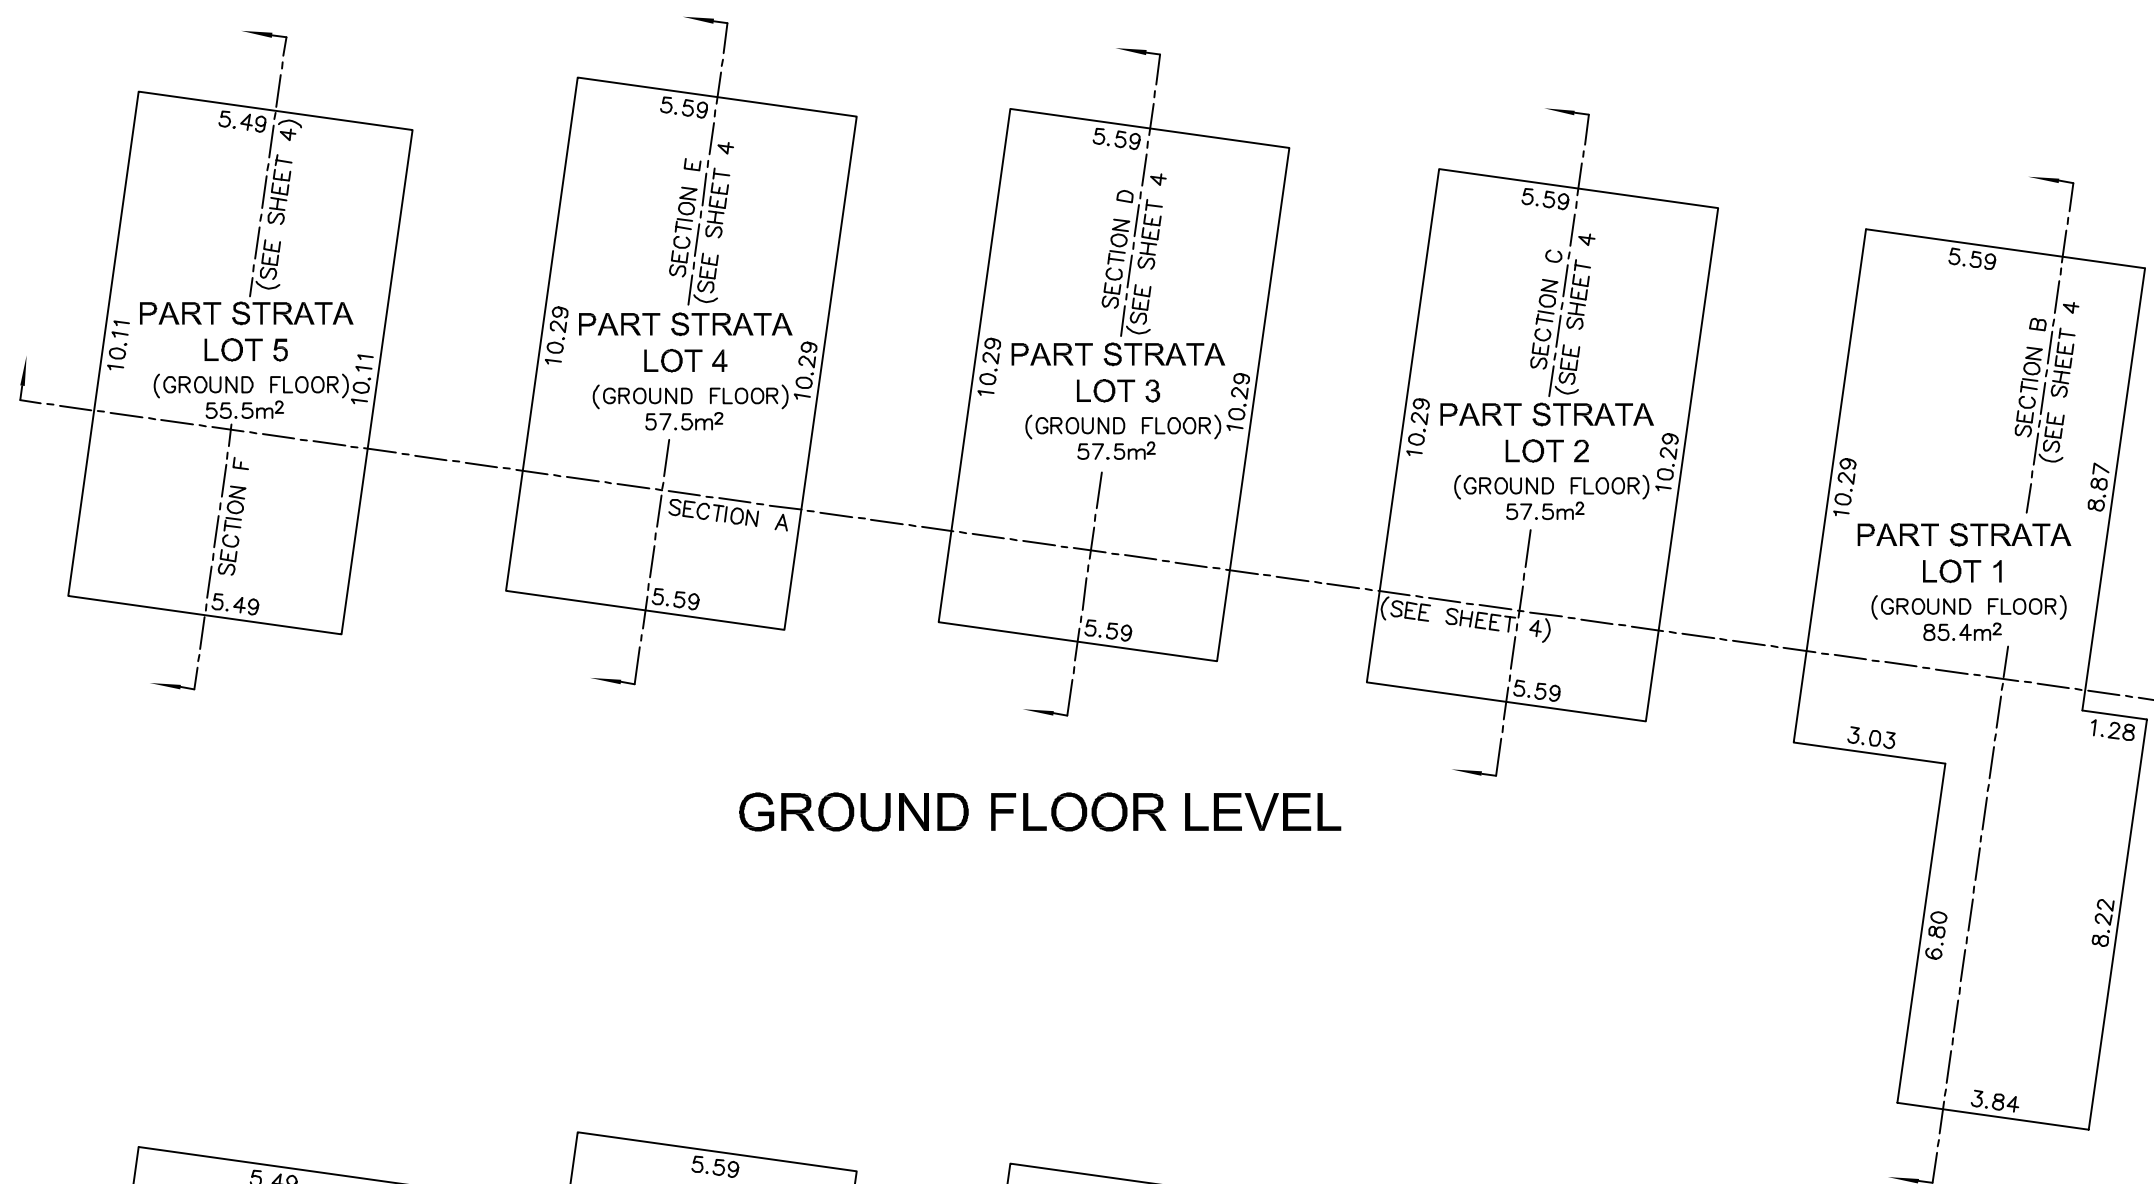 5.49
(SEE SHEET 4)
PART STRATA
LOT 5
(GROUND FLOOR)
55.5m²
10.11
10.11
SECTION F
5.49
5.59
SECTION E
(SEE SHEET 4
PART STRATA
LOT 4
(GROUND FLOOR)
57.5m²
10.29
10.29
SECTION A
5.59
5.59
SECTION D
(SEE SHEET 4
PART STRATA
LOT 3
(GROUND FLOOR)
57.5m²
10.29
10.29
5.59
5.59
SECTION C
(SEE SHEET 4
PART STRATA
LOT 2
(GROUND FLOOR)
57.5m²
10.29
10.29
(SEE SHEET 4)
5.59
5.59
SECTION B
(SEE SHEET 4
PART STRATA
LOT 1
(GROUND FLOOR)
85.4m²
10.29
8.87
1.28
3.03
6.80
8.22
3.84
GROUND FLOOR LEVEL
5.49
5.59